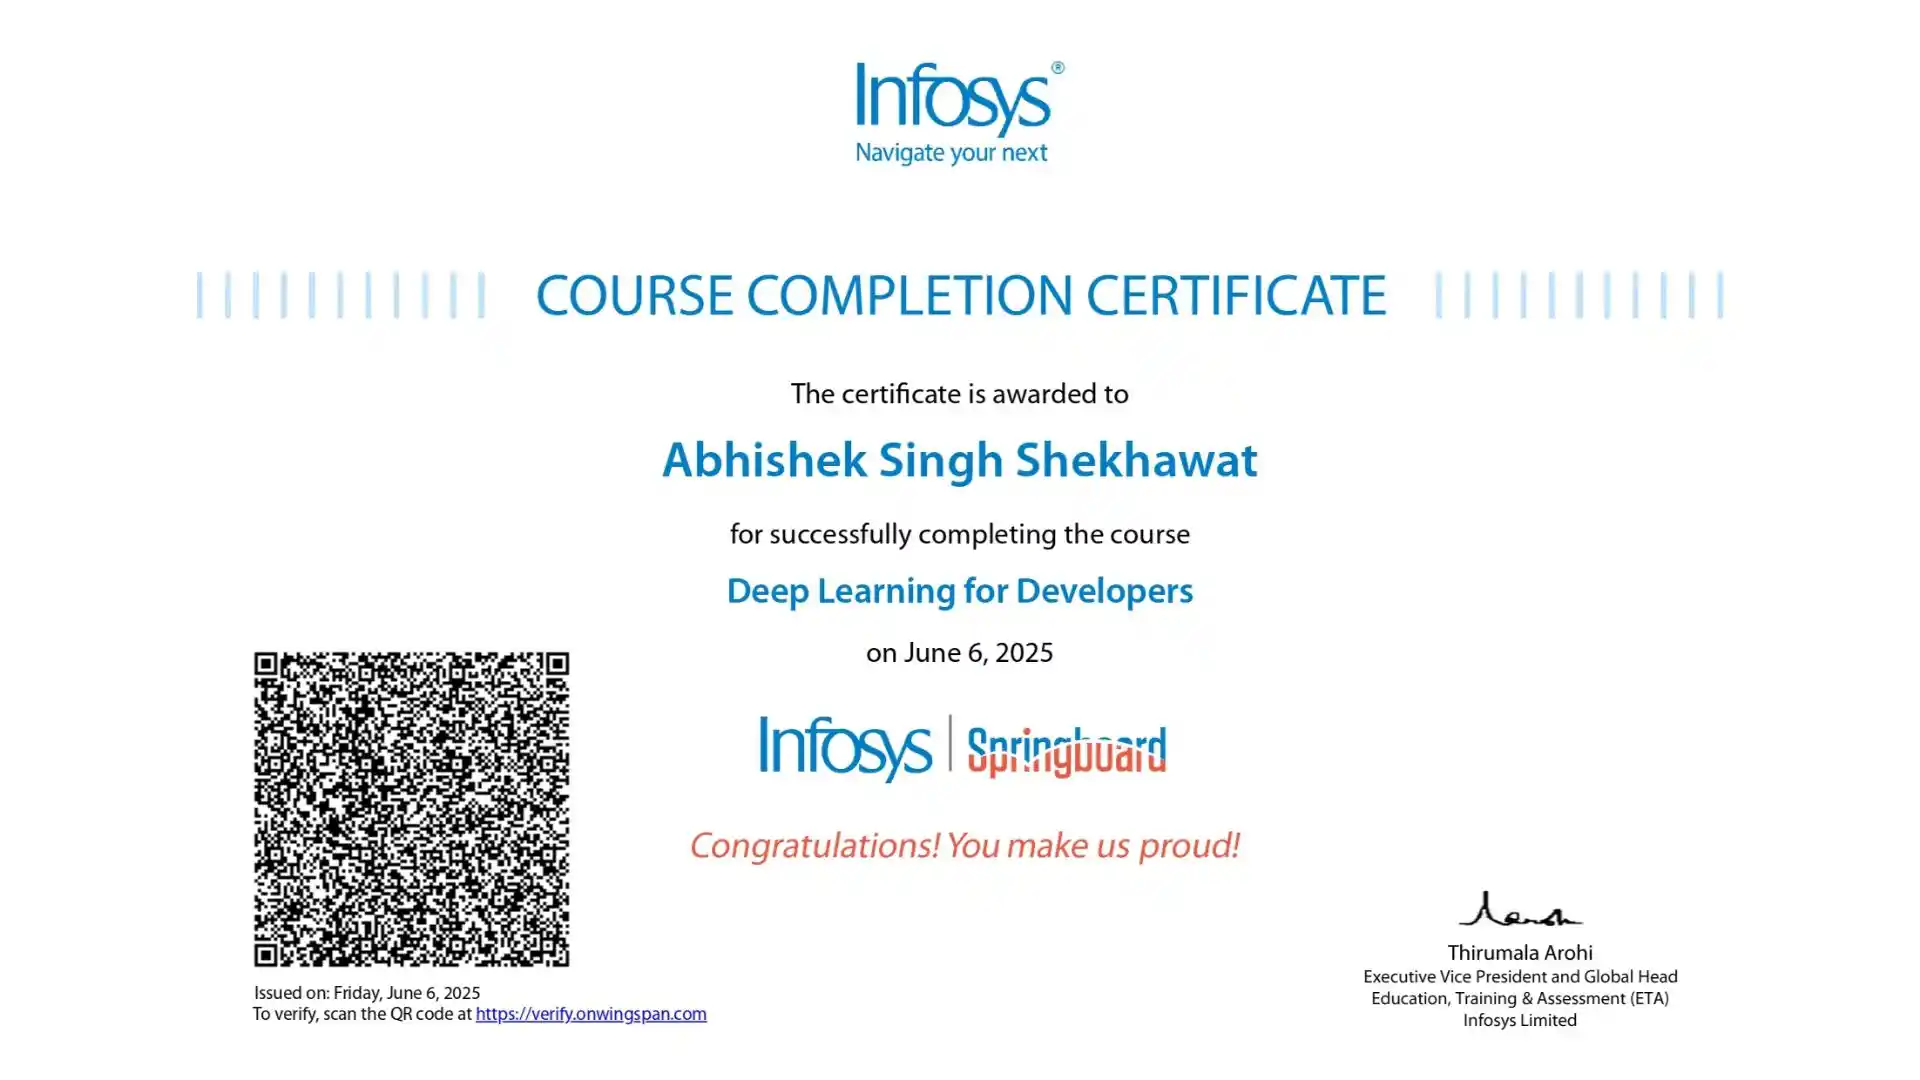 Infosys®
Navigate your next
COURSE COMPLETION CERTIFICATE
The certificate is awarded to
Abhishek Singh Shekhawat
for successfully completing the course
Deep Learning for Developers
on June 6, 2025
Infosys | Springboard
Congratulations! You make us proud!
Issued on: Friday, June 6, 2025
To verify, scan the QR code at https://verify.onwingspan.com
Thirumala Arohi
Executive Vice President and Global Head
Education, Training & Assessment (ETA)
Infosys Limited